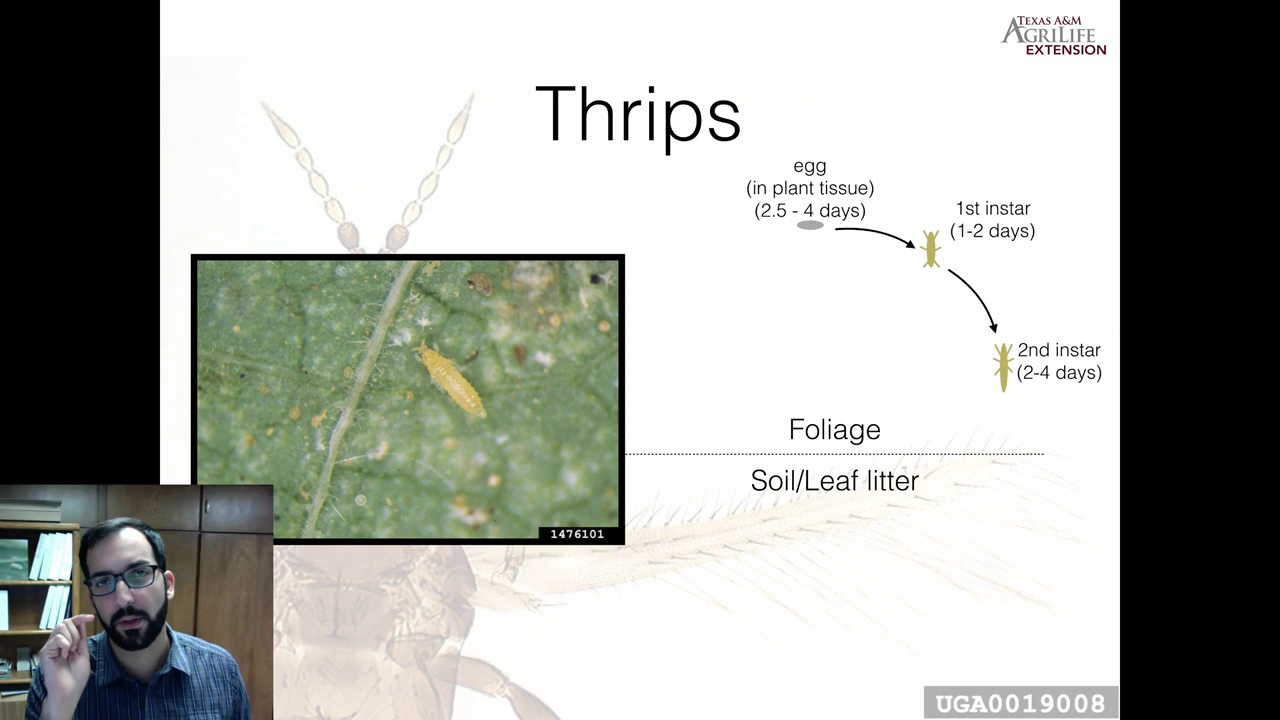 TEXAS A&M
AGRILIFE
EXTENSION
Thrips
egg
(in plant tissue)
(2.5 - 4 days)
1st instar
(1-2 days)
2nd instar
(2-4 days)
Foliage
Soil/Leaf litter
1476101
UGA0019008